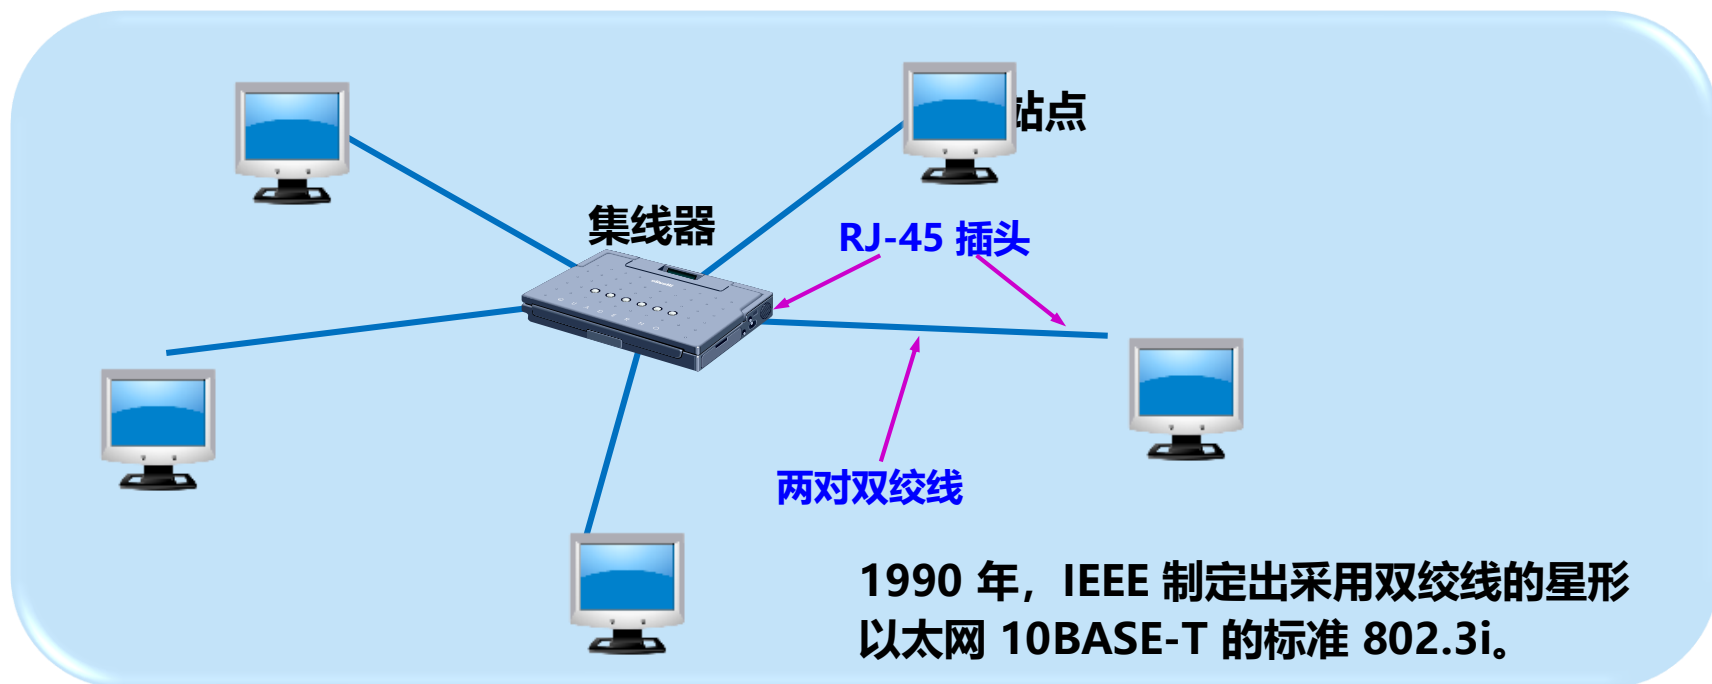 站点
集线器
RJ-45 插头
两对双绞线
1990 年，IEEE 制定出采用双绞线的星形
以太网 10BASE-T 的标准 802.3i。